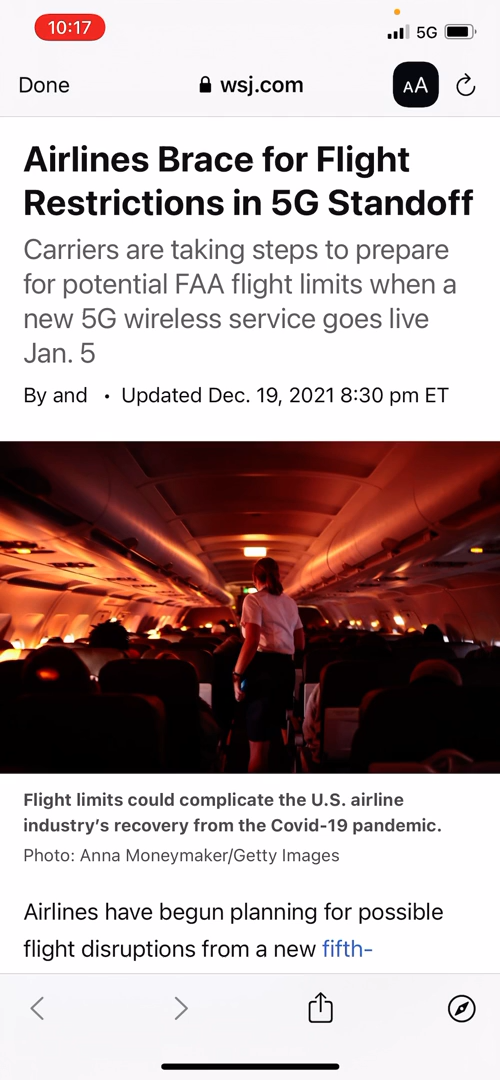 10:17
5G
Done
wsj.com
AA
Airlines Brace for Flight
Restrictions in 5G Standoff
Carriers are taking steps to prepare
for potential FAA flight limits when a
new 5G wireless service goes live
Jan. 5
By and • Updated Dec. 19, 2021 8:30 pm ET
Flight limits could complicate the U.S. airline
industry’s recovery from the Covid-19 pandemic.
Photo: Anna Moneymaker/Getty Images
Airlines have begun planning for possible
flight disruptions from a new fifth-